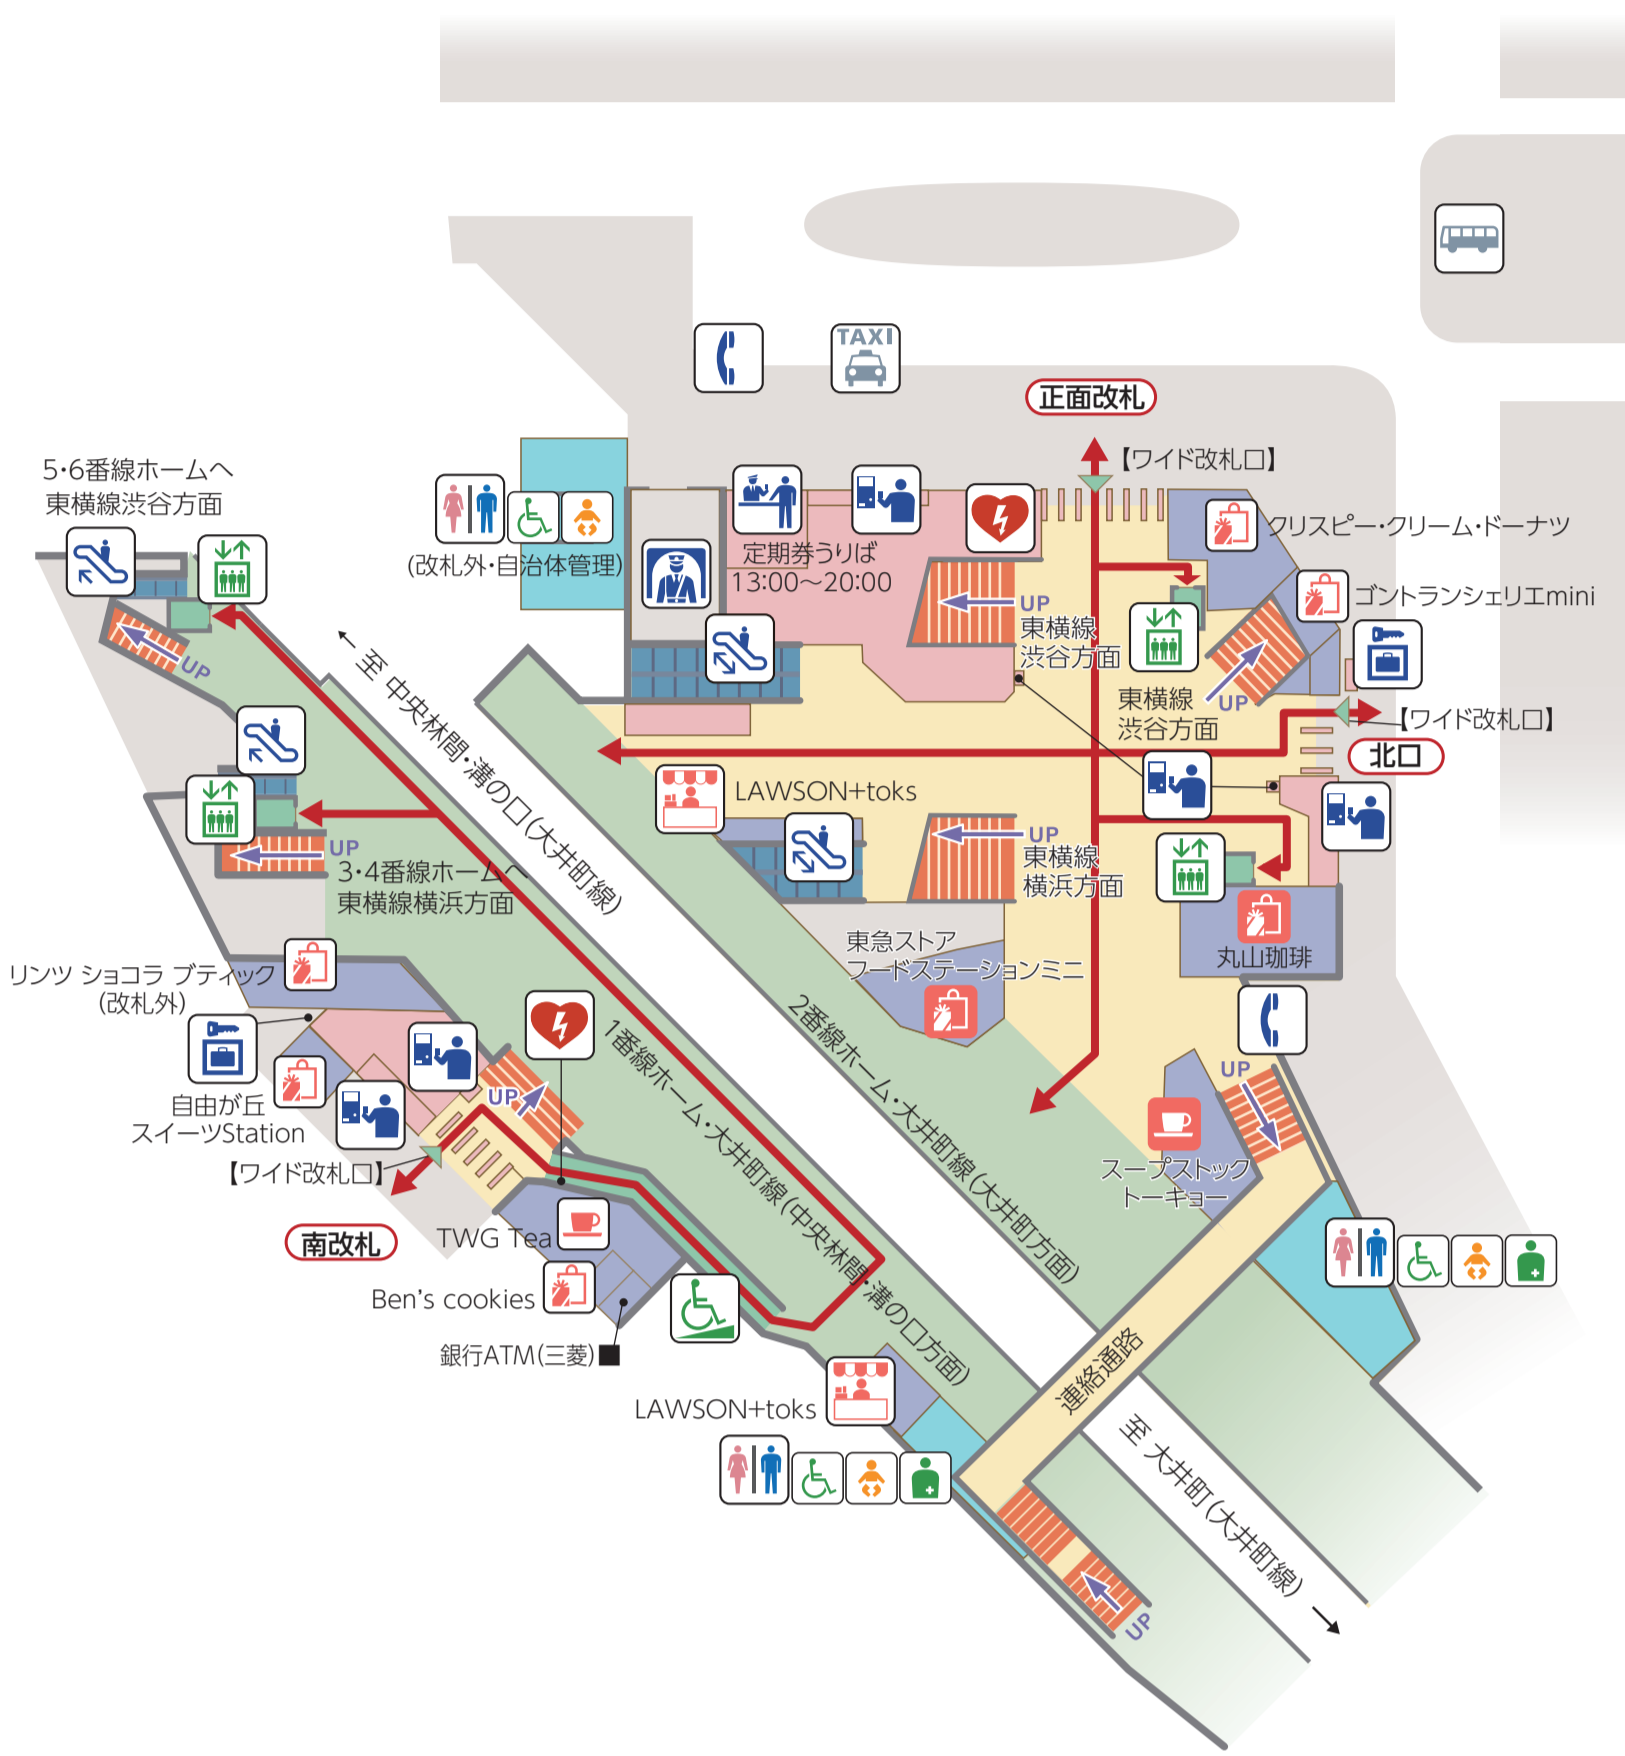 TAXI
正面改札
【ワイド改札口】
5・6番線ホームへ
東横線渋谷方面
(改札外・自治体管理)
定期券うりば
13:00〜20:00
クリスピー・クリーム・ドーナツ
ゴントランシェリエmini
UP
東横線
渋谷方面
UP
東横線
渋谷方面
UP
【ワイド改札口】
北口
← 至 中央林間・溝の口(大井町線)
LAWSON+toks
UP
東横線
横浜方面
UP
3・4番線ホームへ
東横線横浜方面
東急ストア
フードステーションミニ
丸山珈琲
リンツ ショコラ ブティック
(改札外)
自由が丘
スイーツStation
UP
【ワイド改札口】
南改札
1番線ホーム・大井町線(中央林間・溝の口方面)
2番線ホーム・大井町線(大井町方面)
UP
スープストック
トーキョー
TWG Tea
Ben's cookies
銀行ATM(三菱)
LAWSON+toks
連絡通路
至 大井町(大井町線) →
UP